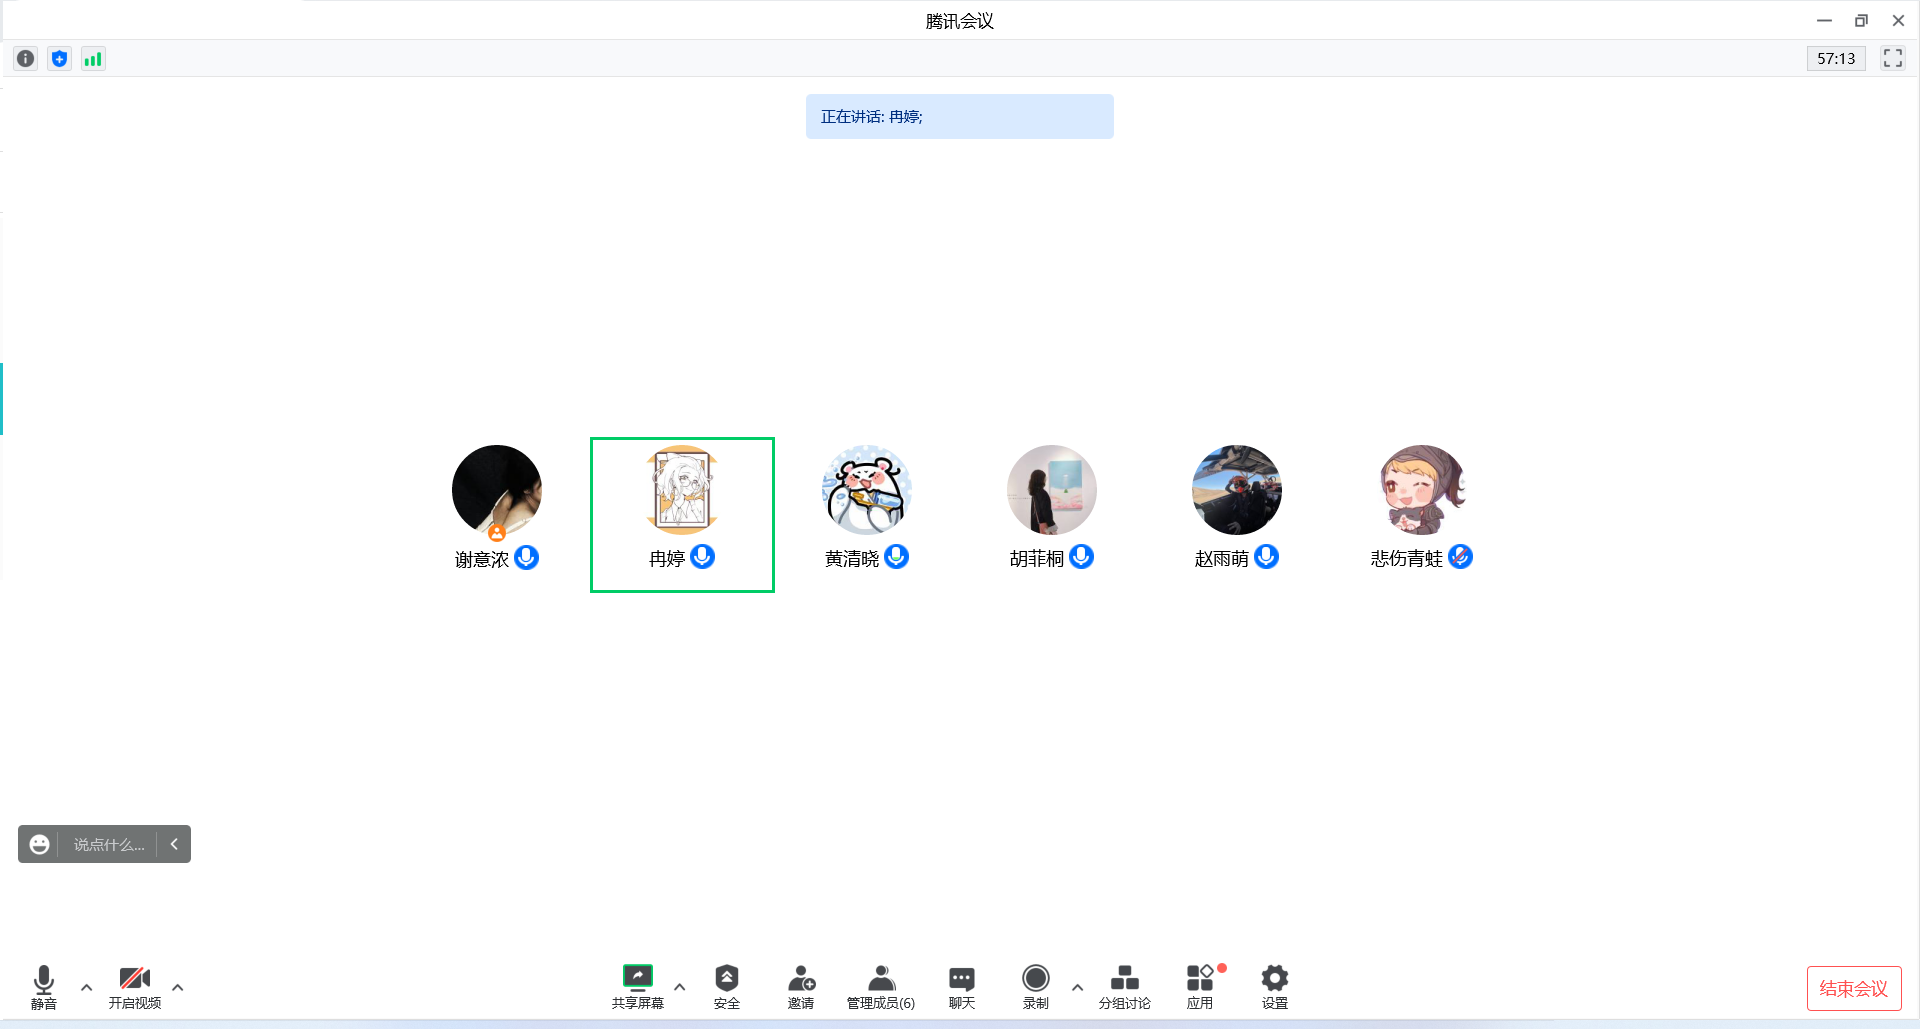 腾讯会议
57:13
正在讲话: 冉婷;
谢意浓
冉婷
黄清晓
胡菲桐
赵雨萌
悲伤青蛙
说点什么...
静音
开启视频
共享屏幕
安全
邀请
管理成员(6)
聊天
录制
分组讨论
应用
设置
结束会议